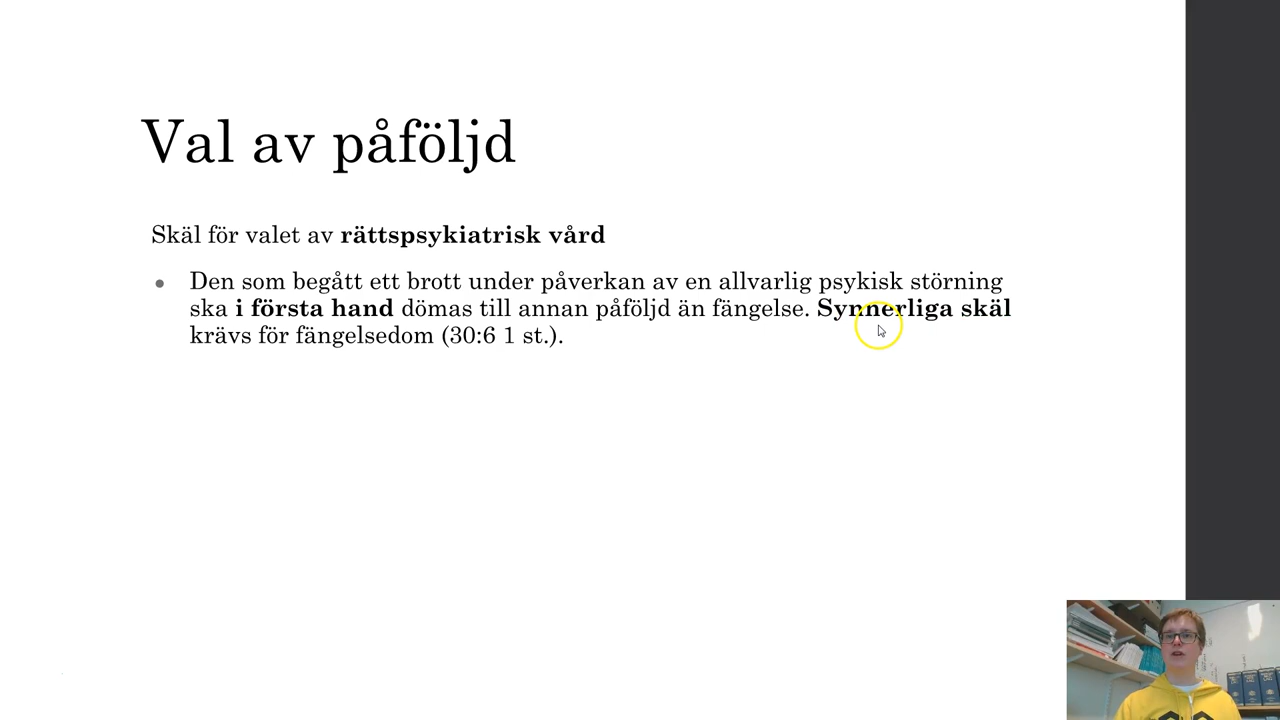 Val av påföljd
Skäl för valet av rättspsykiatrisk vård
Den som begått ett brott under påverkan av en allvarlig psykisk störning
ska i första hand dömas till annan påföljd än fängelse. Synnerliga skäl
krävs för fängelsedom (30:6 1 st.).